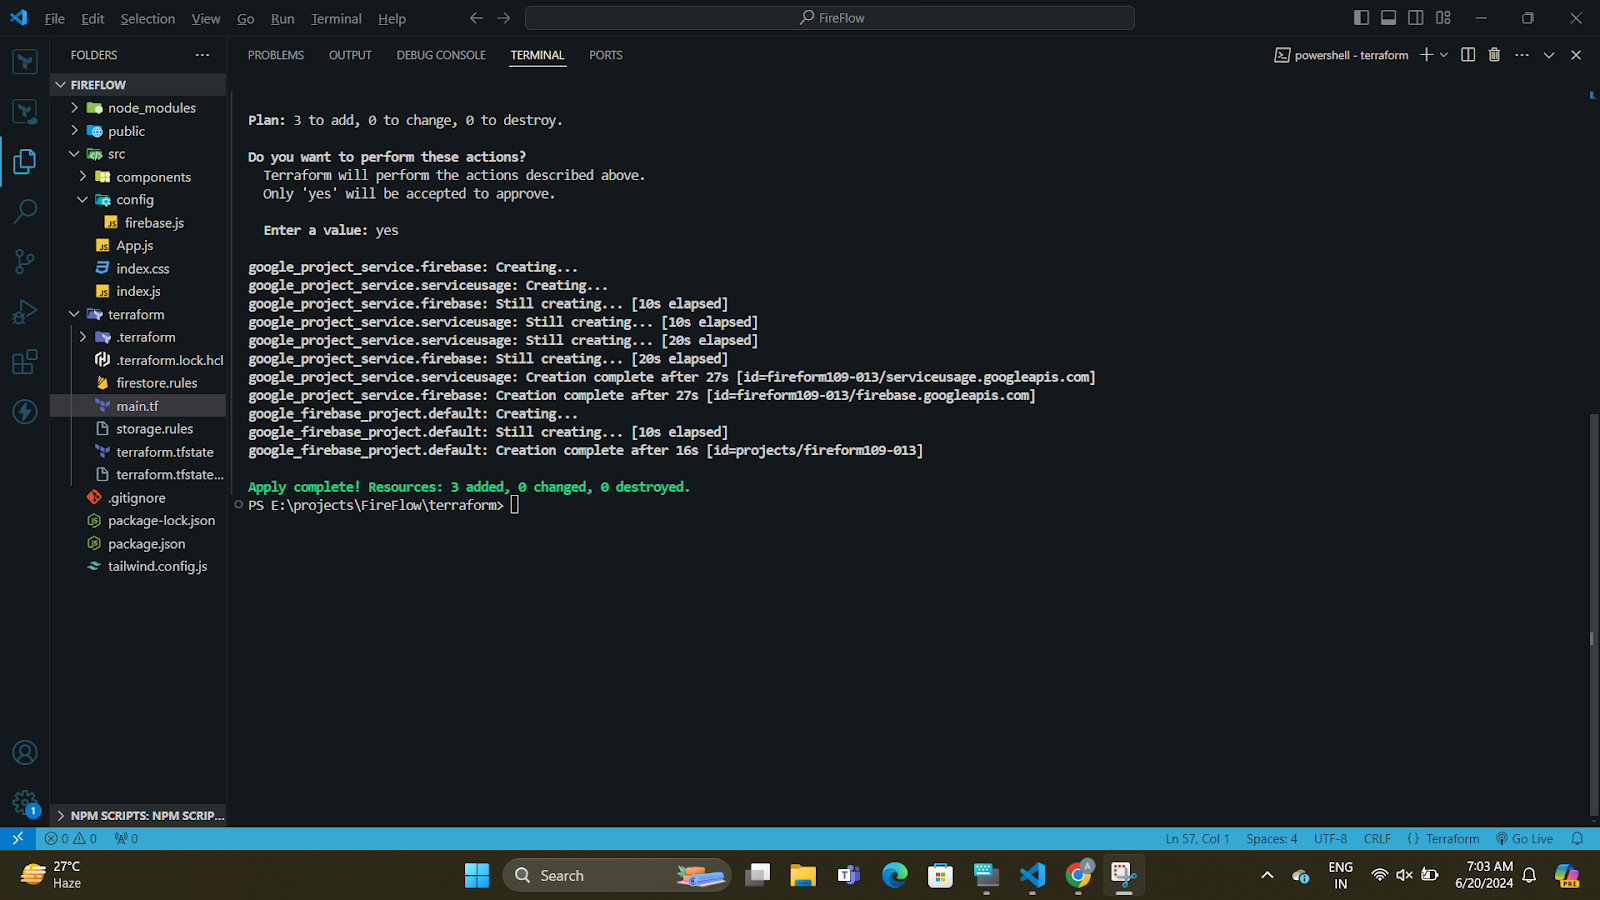 File Edit Selection View Go Run Terminal Help
FireFlow
FOLDERS
FIREFLOW
node_modules
public
src
components
config
firebase.js
App.js
index.css
index.js
terraform
.terraform
.terraform.lock.hcl
firestore.rules
main.tf
storage.rules
terraform.tfstate
terraform.tfstate...
.gitignore
package-lock.json
package.json
tailwind.config.js
NPM SCRIPTS: NPM SCRIP...
PROBLEMS OUTPUT DEBUG CONSOLE TERMINAL PORTS
powershell - terraform
Plan: 3 to add, 0 to change, 0 to destroy.
Do you want to perform these actions?
Terraform will perform the actions described above.
Only 'yes' will be accepted to approve.
Enter a value: yes
google_project_service.firebase: Creating...
google_project_service.serviceusage: Creating...
google_project_service.firebase: Still creating... [10s elapsed]
google_project_service.serviceusage: Still creating... [10s elapsed]
google_project_service.serviceusage: Still creating... [20s elapsed]
google_project_service.firebase: Still creating... [20s elapsed]
google_project_service.serviceusage: Creation complete after 27s [id=fireform109-013/serviceusage.googleapis.com]
google_project_service.firebase: Creation complete after 27s [id=fireform109-013/firebase.googleapis.com]
google_firebase_project.default: Creating...
google_firebase_project.default: Still creating... [10s elapsed]
google_firebase_project.default: Creation complete after 16s [id=projects/fireform109-013]
Apply complete! Resources: 3 added, 0 changed, 0 destroyed.
PS E:\projects\FireFlow\terraform>
1
0 0 0
Ln 57, Col 1 Spaces: 4 UTF-8 CRLF {} Terraform Go Live
27°C
Haze
Search
A
PRE
ENG
IN
7:03 AM
6/20/2024